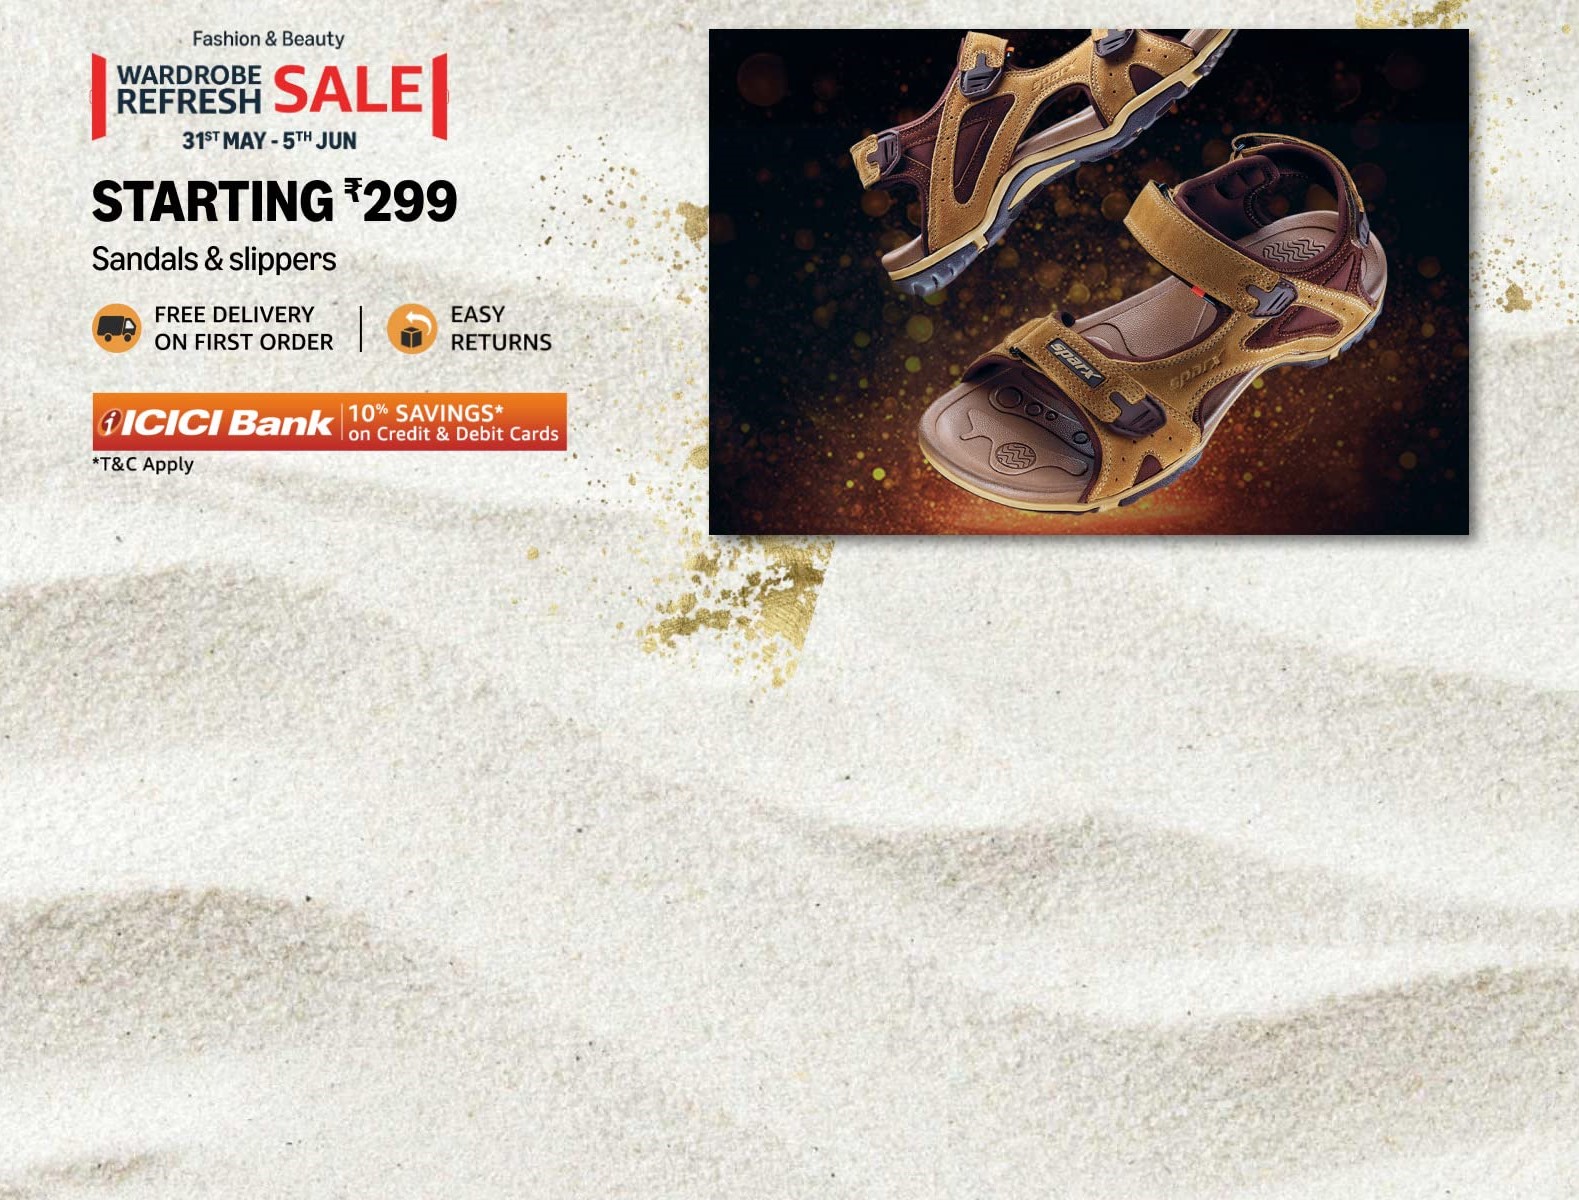 Fashion & Beauty
WARDROBE REFRESH SALE
31ST MAY - 5TH JUN
STARTING ₹299
Sandals & slippers
FREE DELIVERY
ON FIRST ORDER
EASY
RETURNS
ICICI Bank
10% SAVINGS*
on Credit & Debit Cards
*T&C Apply
sparx
sparx